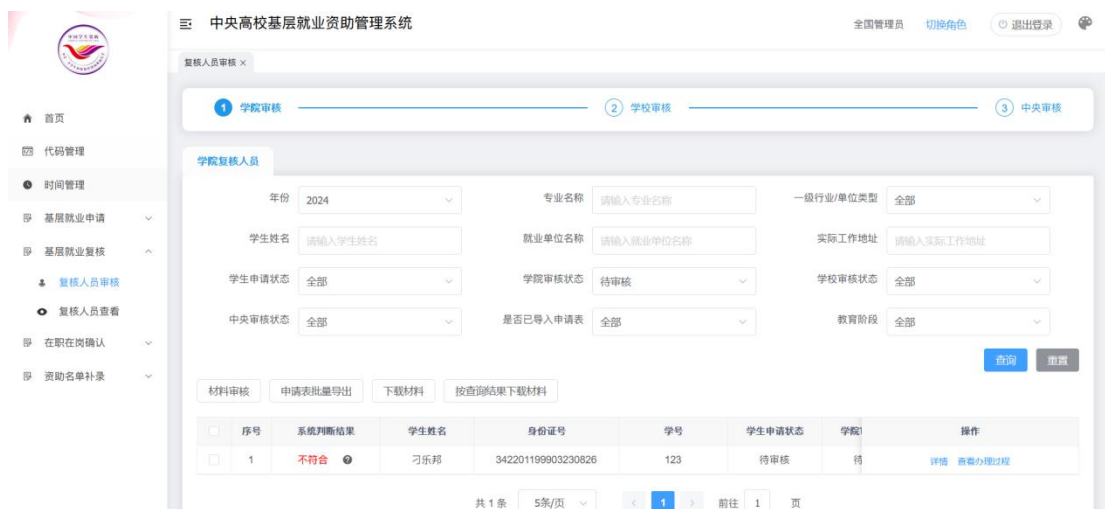 中央高校基层就业资助管理系统
全国管理员 切换角色 退出登录
复核人员审核 ×
首页
代码管理
时间管理
基层就业申请
基层就业复核
复核人员审核
复核人员查看
在职在岗确认
资助名单补录
1 学院审核 2 学校审核 3 中央审核
学院复核人员
年份 2024 专业名称 请输入专业名称 一级行业/单位类型 全部
学生姓名 请输入学生姓名 就业单位名称 请输入就业单位名称 实际工作地址 请输入实际工作地址
学生申请状态 全部 学院审核状态 待审核 学校审核状态 全部
中央审核状态 全部 是否已导入申请表 全部 教育阶段 全部
查询 重置
材料审核 申请表批量导出 下载材料 按查询结果下载材料
序号 系统判断结果 学生姓名 身份证号 学号 学生申请状态 学院 操作
1 不符合 刁乐邦 342201199903230826 123 待审核 待 详情 查看办理过程
共 1 条 5条/页 < 1 > 前往 1 页